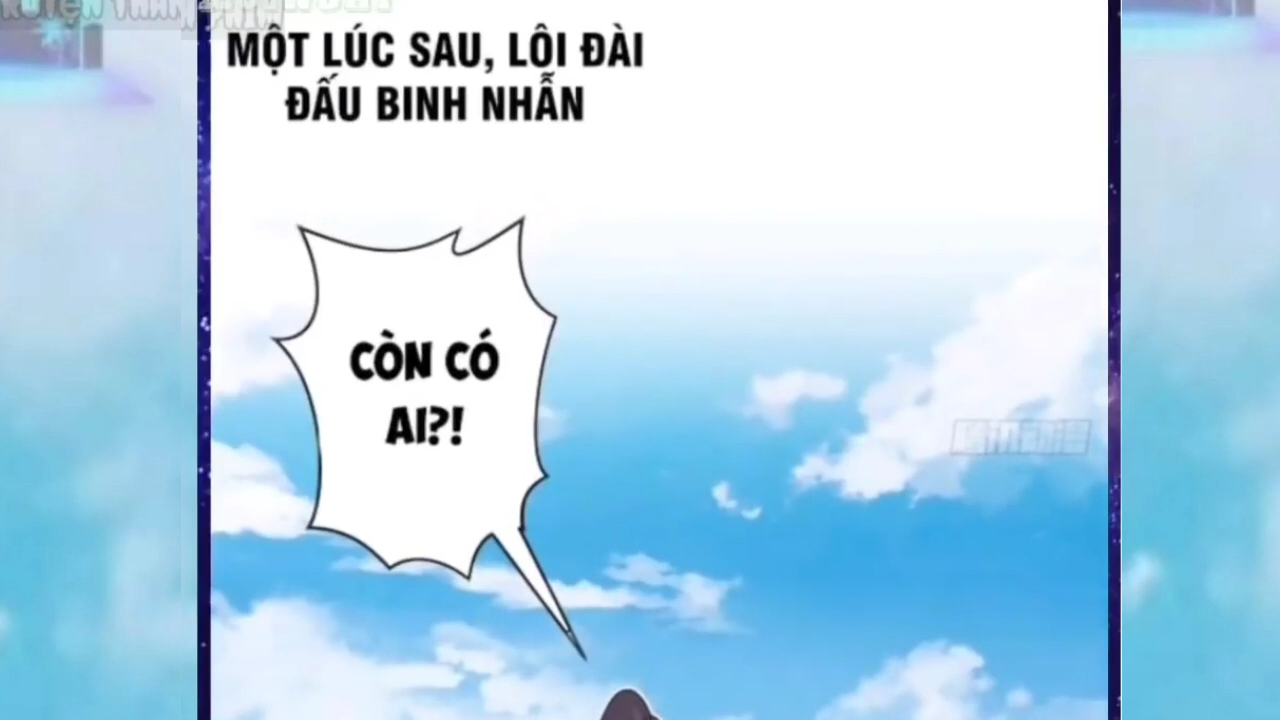 MỘT LÚC SAU, LÔI ĐÀI
ĐẤU BINH NHẪN
CÒN CÓ
AI?!